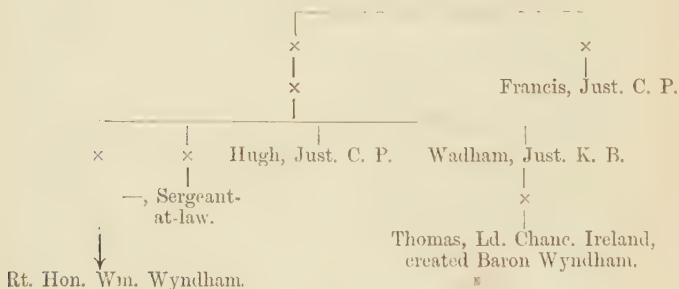 ×
×
×
Francis, Just. C. P.
× × Hugh, Just. C. P. Wadham, Just. K. B.
—, Sergeant-
at-law.
×
Thomas, Ld. Chanc. Ireland,
created Baron Wyndham.
Rt. Hon. Wm. Wyndham.